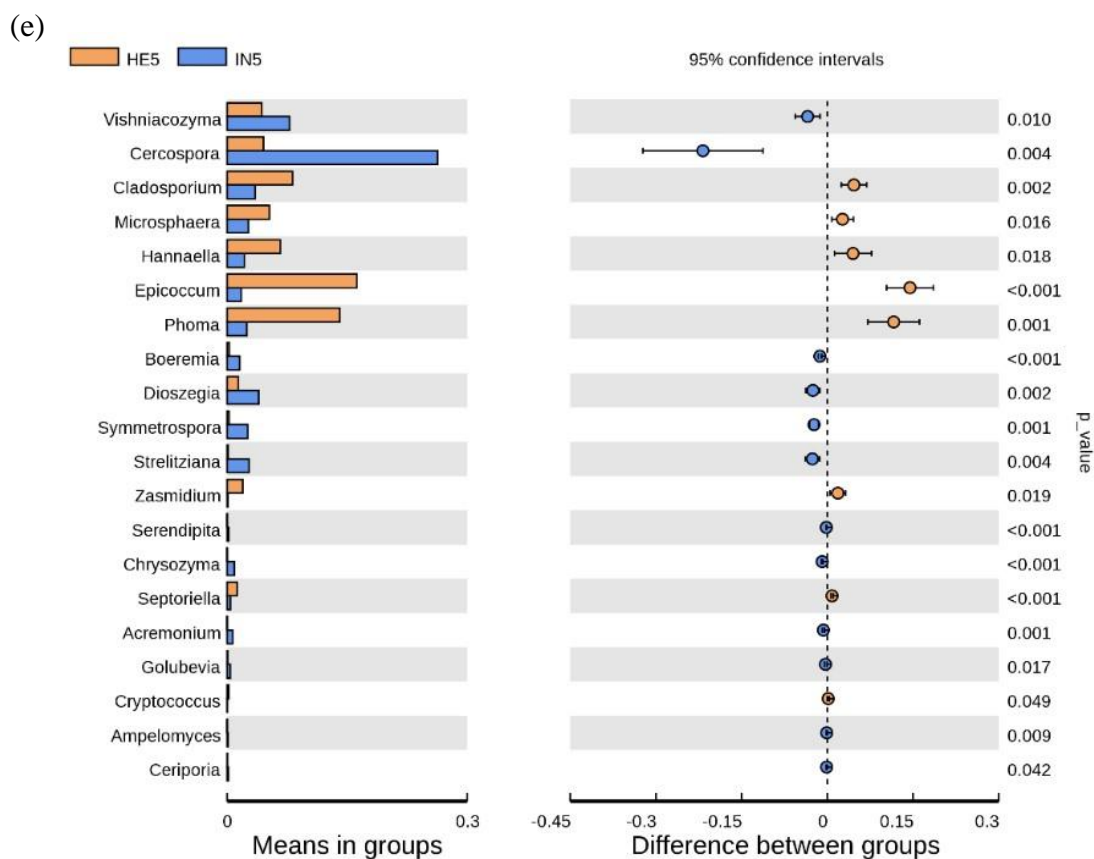 (e)
HE5 IN5
95% confidence intervals
Vishniacozyma 0.010
Cercospora 0.004
Cladosporium 0.002
Microsphaera 0.016
Hannaella 0.018
Epicoccum <0.001
Phoma 0.001
Boeremia <0.001
Dioszegia 0.002
Symmetrospora 0.001
Strelitziana 0.004
Zasmidium 0.019
Serendipita <0.001
Chrysozyma <0.001
Septoriella <0.001
Acremonium 0.001
Golubevia 0.017
Cryptococcus 0.049
Ampelomyces 0.009
Ceriporia 0.042
p_value
0 0.3 -0.45 -0.3 -0.15 0 0.15 0.3
Means in groups Difference between groups